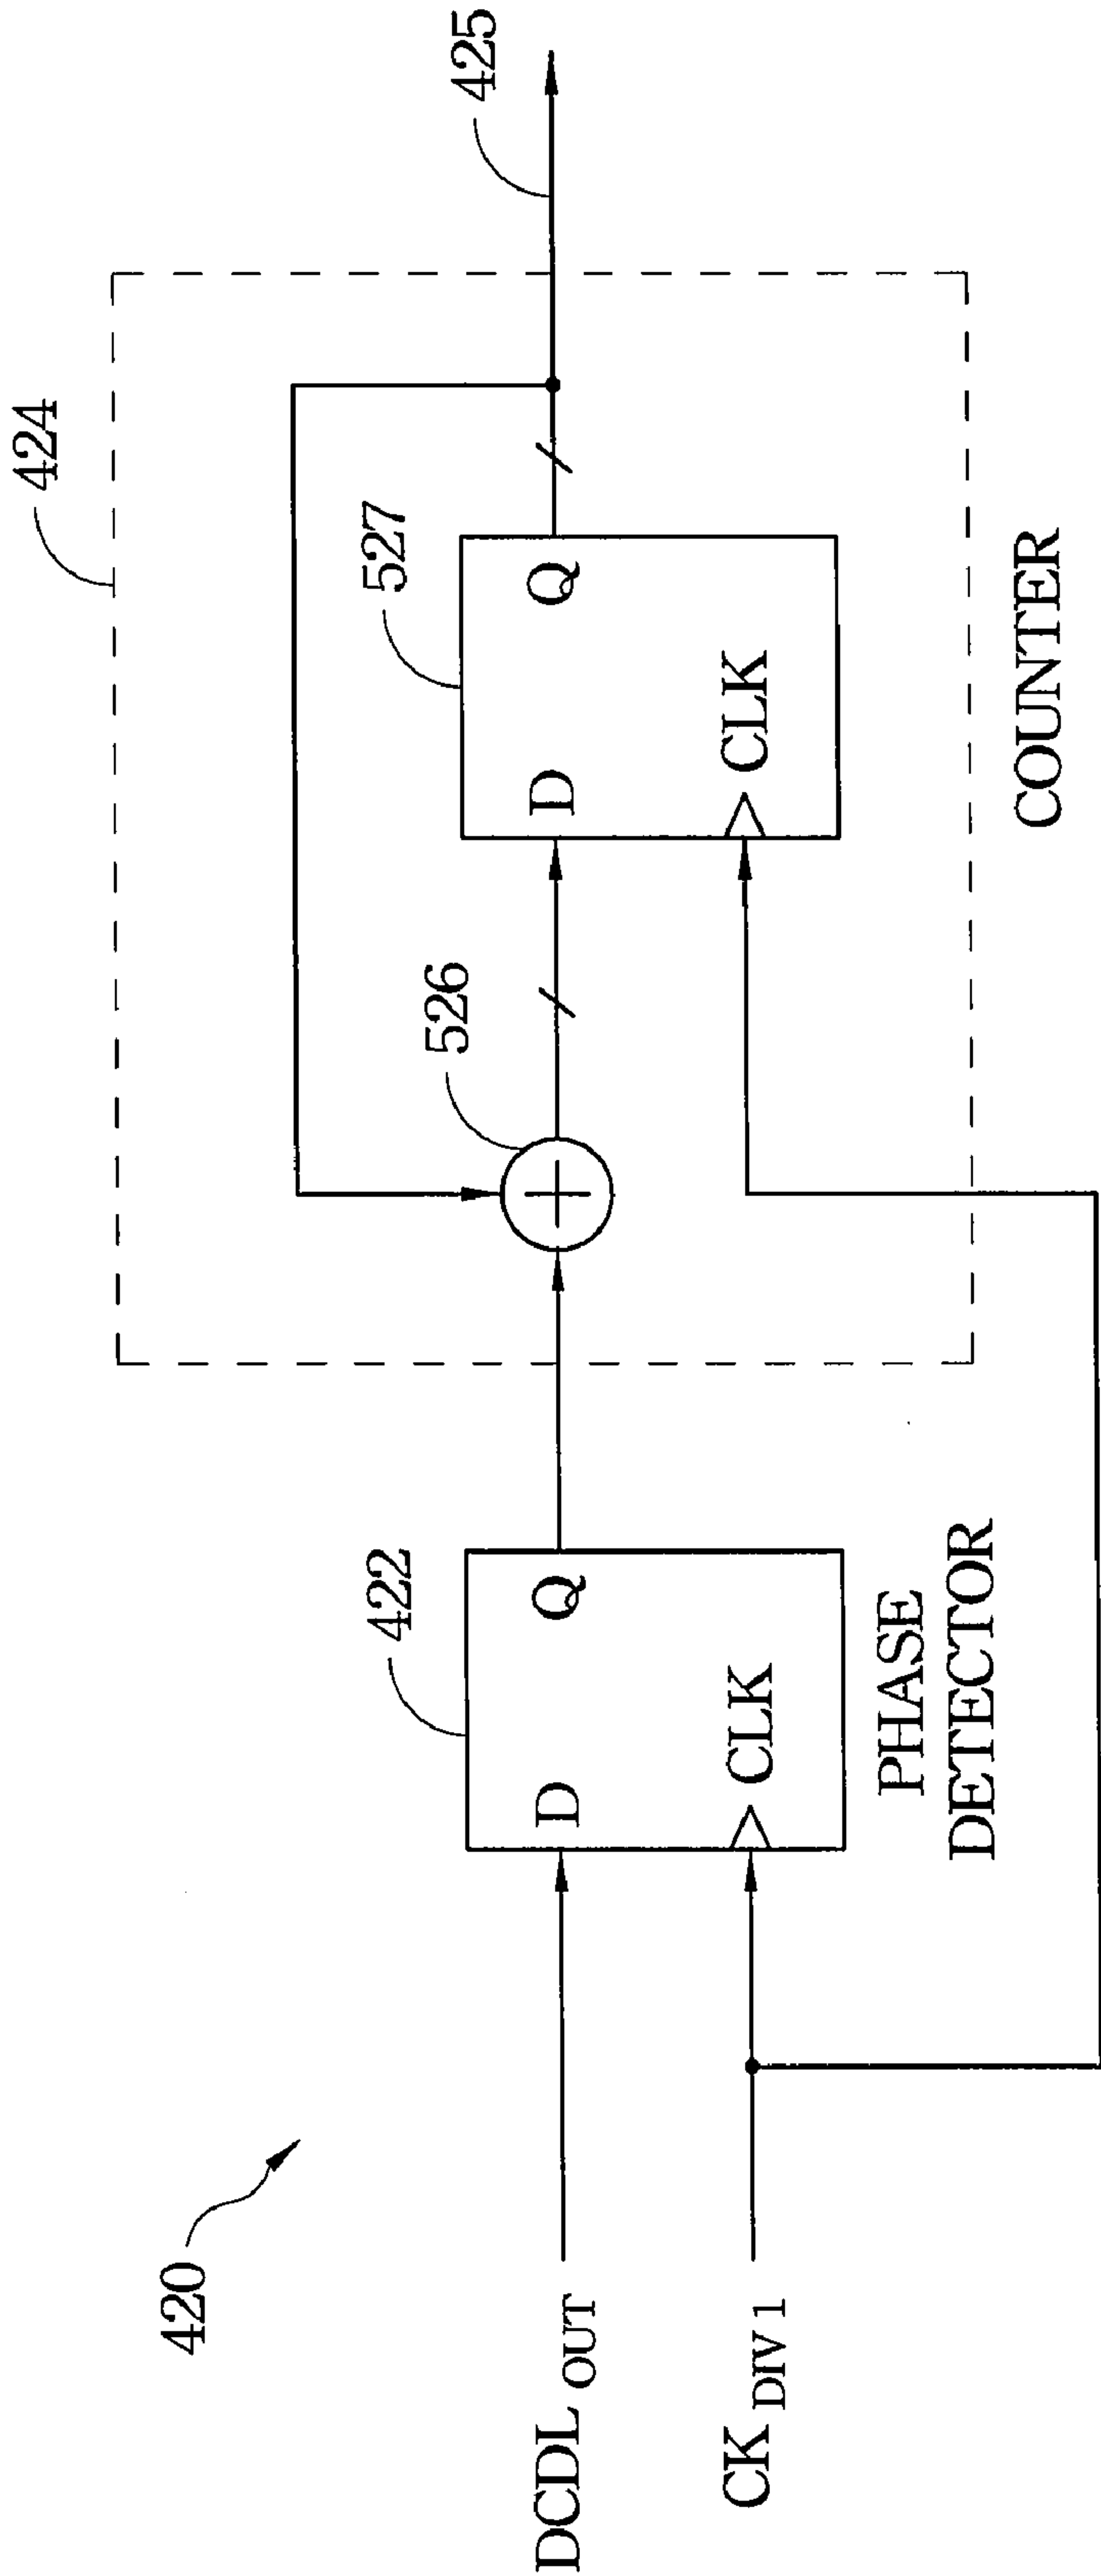 420
DCDL OUT
CK DIV 1
422
D
Q
CLK
PHASE
DETECTOR
424
526
527
D
Q
CLK
COUNTER
425